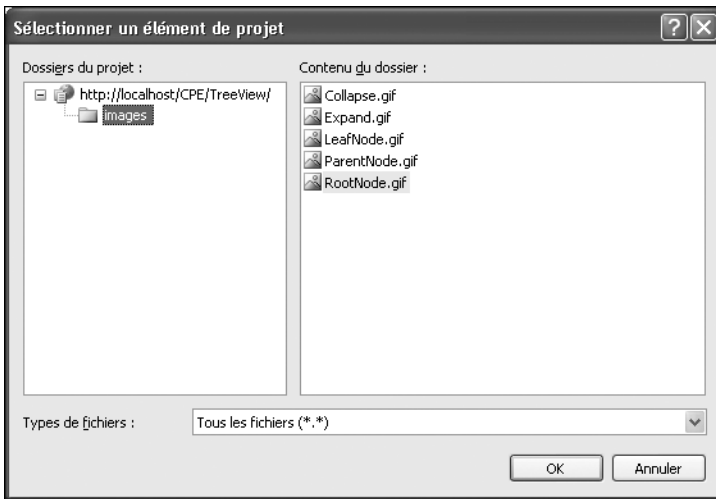 Sélectionner un élément de projet
Dossiers du projet :
Contenu du dossier :
http://localhost/CPE/TreeView/
images
Collapse.gif
Expand.gif
LeafNode.gif
ParentNode.gif
RootNode.gif
Types de fichiers :
Tous les fichiers (*.*)
OK
Annuler